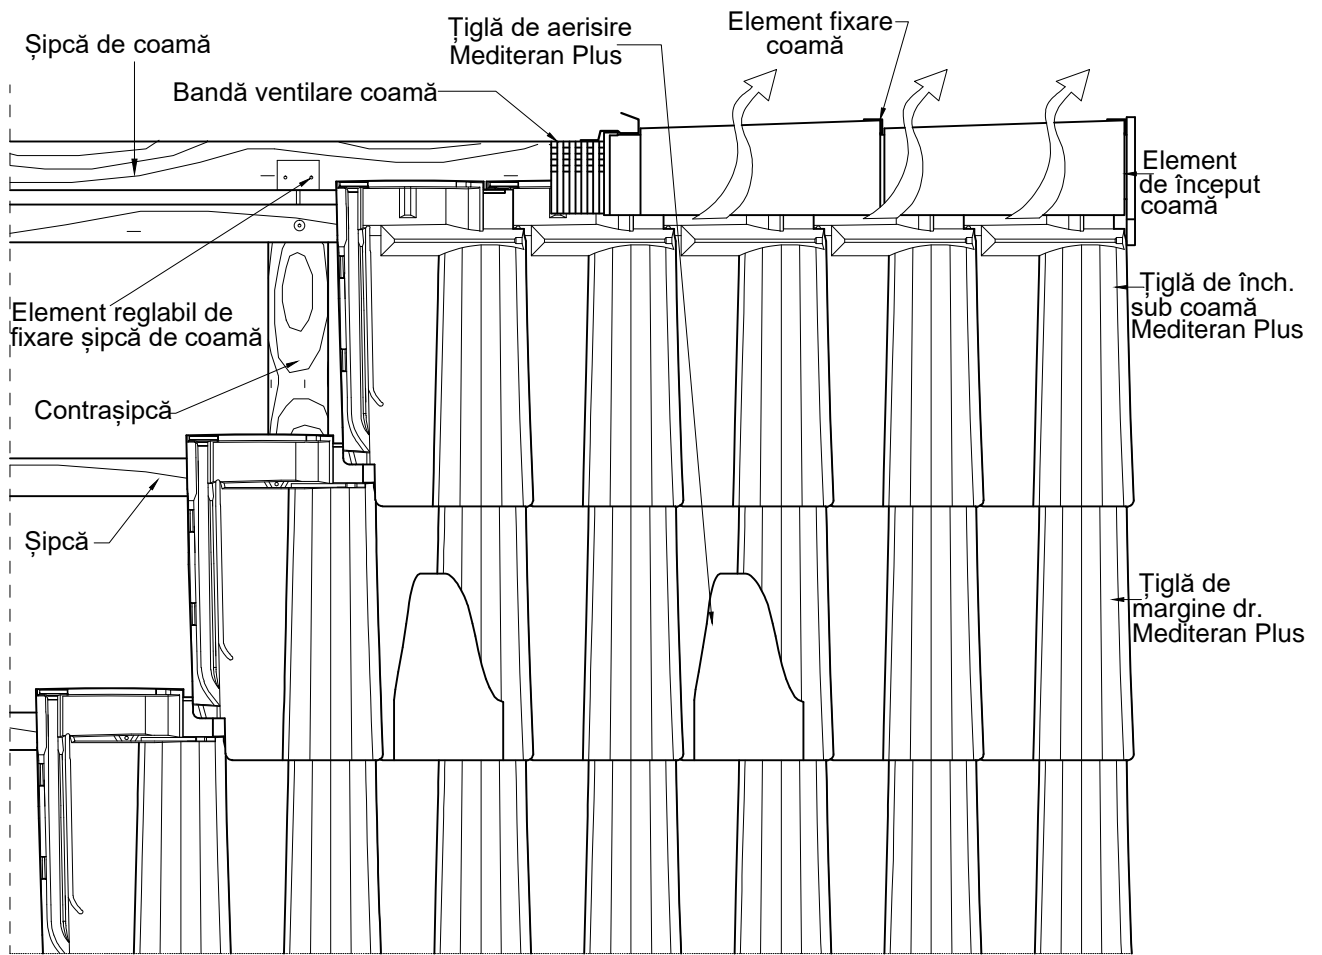 Șipcă de coamă
Țiglă de aerisire
Mediteran Plus
Element fixare
coamă
Bandă ventilare coamă
Element
de început
coamă
Element reglabil de
fixare șipcă de coamă
Țiglă de înch.
sub coamă
Mediteran Plus
Contrașipcă
Șipcă
Țiglă de
margine dr.
Mediteran Plus